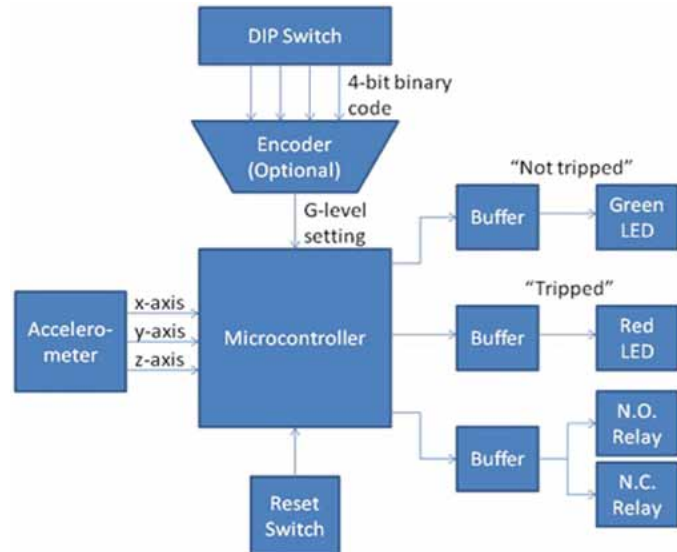 DIP Switch
4-bit binary
code
Encoder
(Optional)
G-level
setting
"Not tripped"
Buffer
Green
LED
x-axis
y-axis
z-axis
Accelero-
meter
Microcontroller
"Tripped"
Buffer
Red
LED
Buffer
N.O.
Relay
N.C.
Relay
Reset
Switch